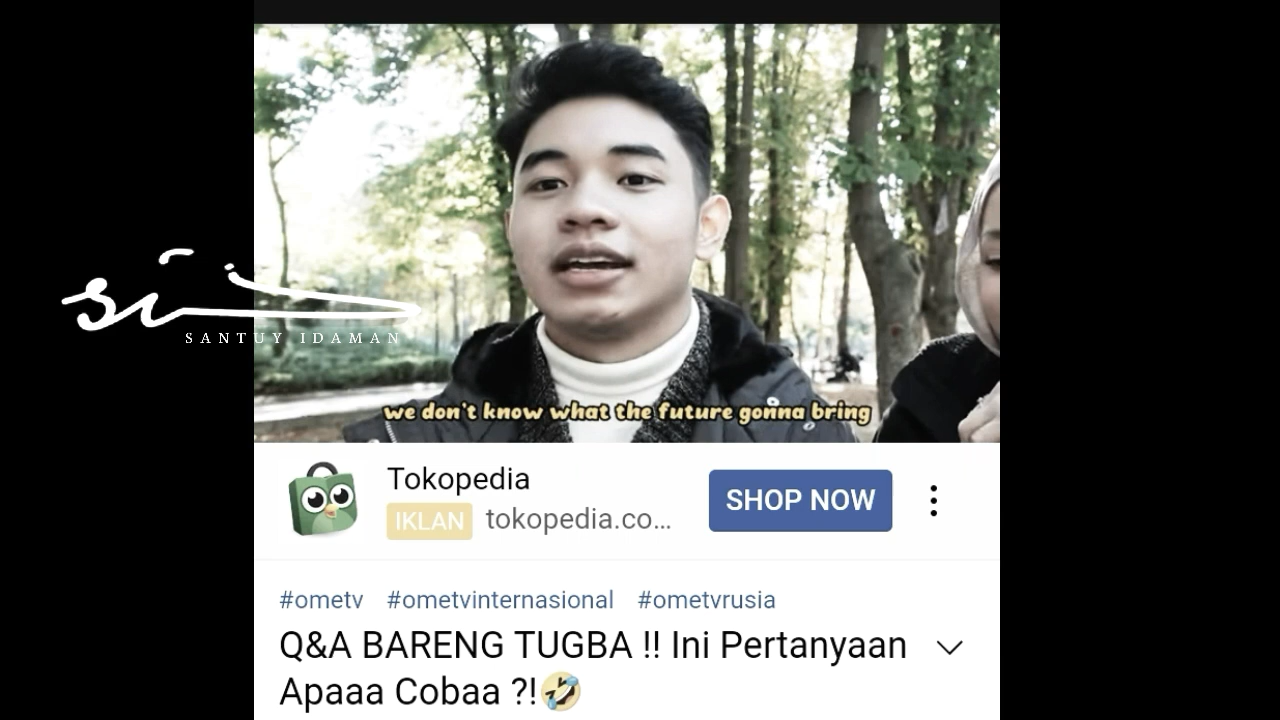 si
SANTUY IDAMAN
we don't know what the future gonna bring
Tokopedia
SHOP NOW
IKLAN tokopedia.co...
#ometv #ometvinternasional #ometvrusia
Q&A BARENG TUGBA !! Ini Pertanyaan
Apaaa Cobaa ?!🤣